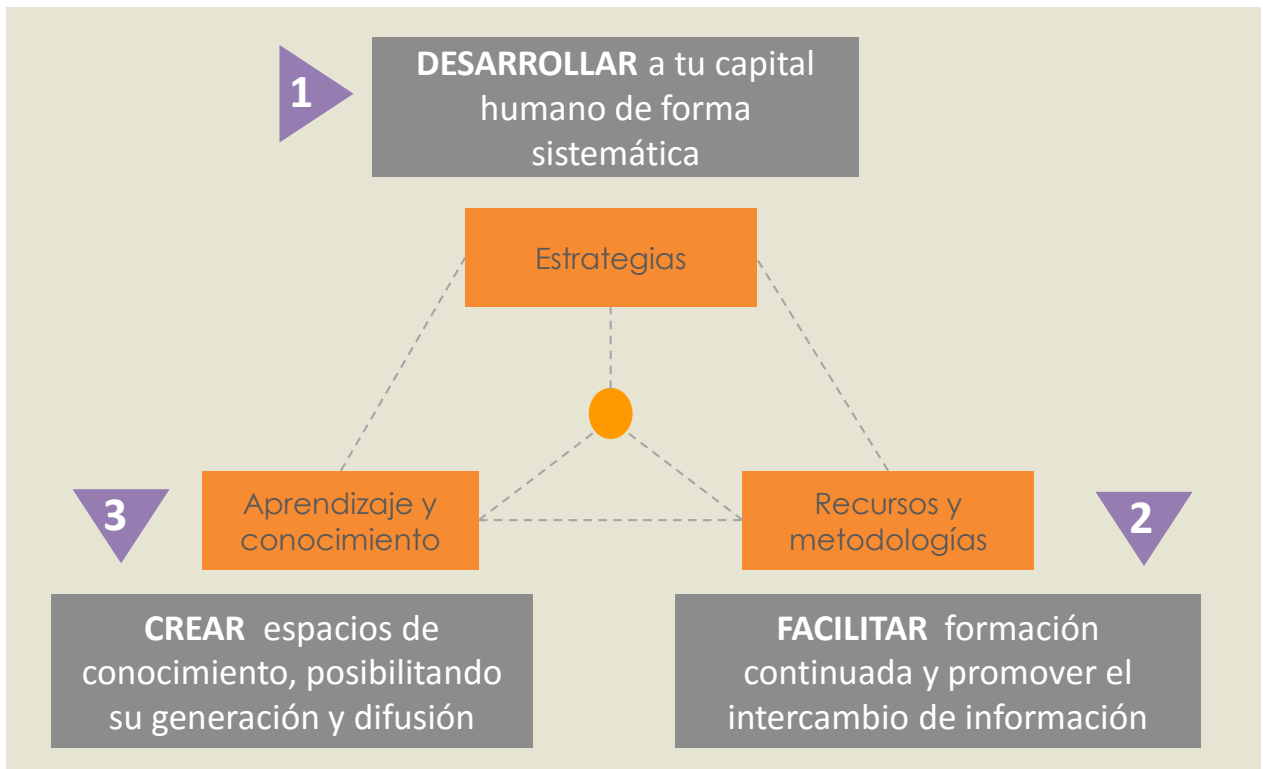 1
DESARROLLAR a tu capital
humano de forma
sistemática
Estrategias
3
Aprendizaje y
conocimiento
Recursos y
metodologías
2
CREAR espacios de
conocimiento, posibilitando
su generación y difusión
FACILITAR formación
continuada y promover el
intercambio de información